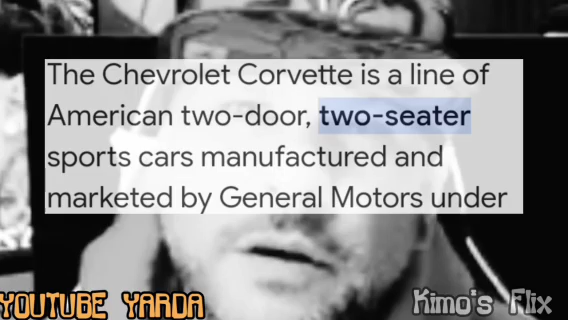 The Chevrolet Corvette is a line of
American two-door, two-seater
sports cars manufactured and
marketed by General Motors under
YOUTUBE YARDA
Kimo's Flix